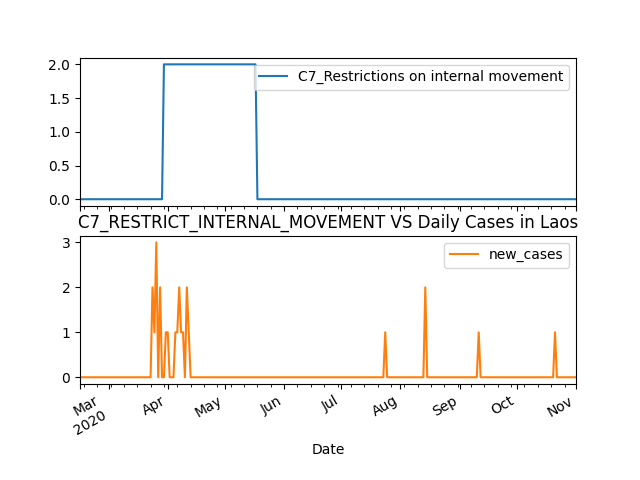 2.0
1.5
1.0
0.5
0.0
C7_Restrictions on internal movement
C7_RESTRICT_INTERNAL_MOVEMENT VS Daily Cases in Laos
3
2
1
0
new_cases
Mar
2020
Apr
May
Jun
Jul
Aug
Sep
Oct
Nov
Date